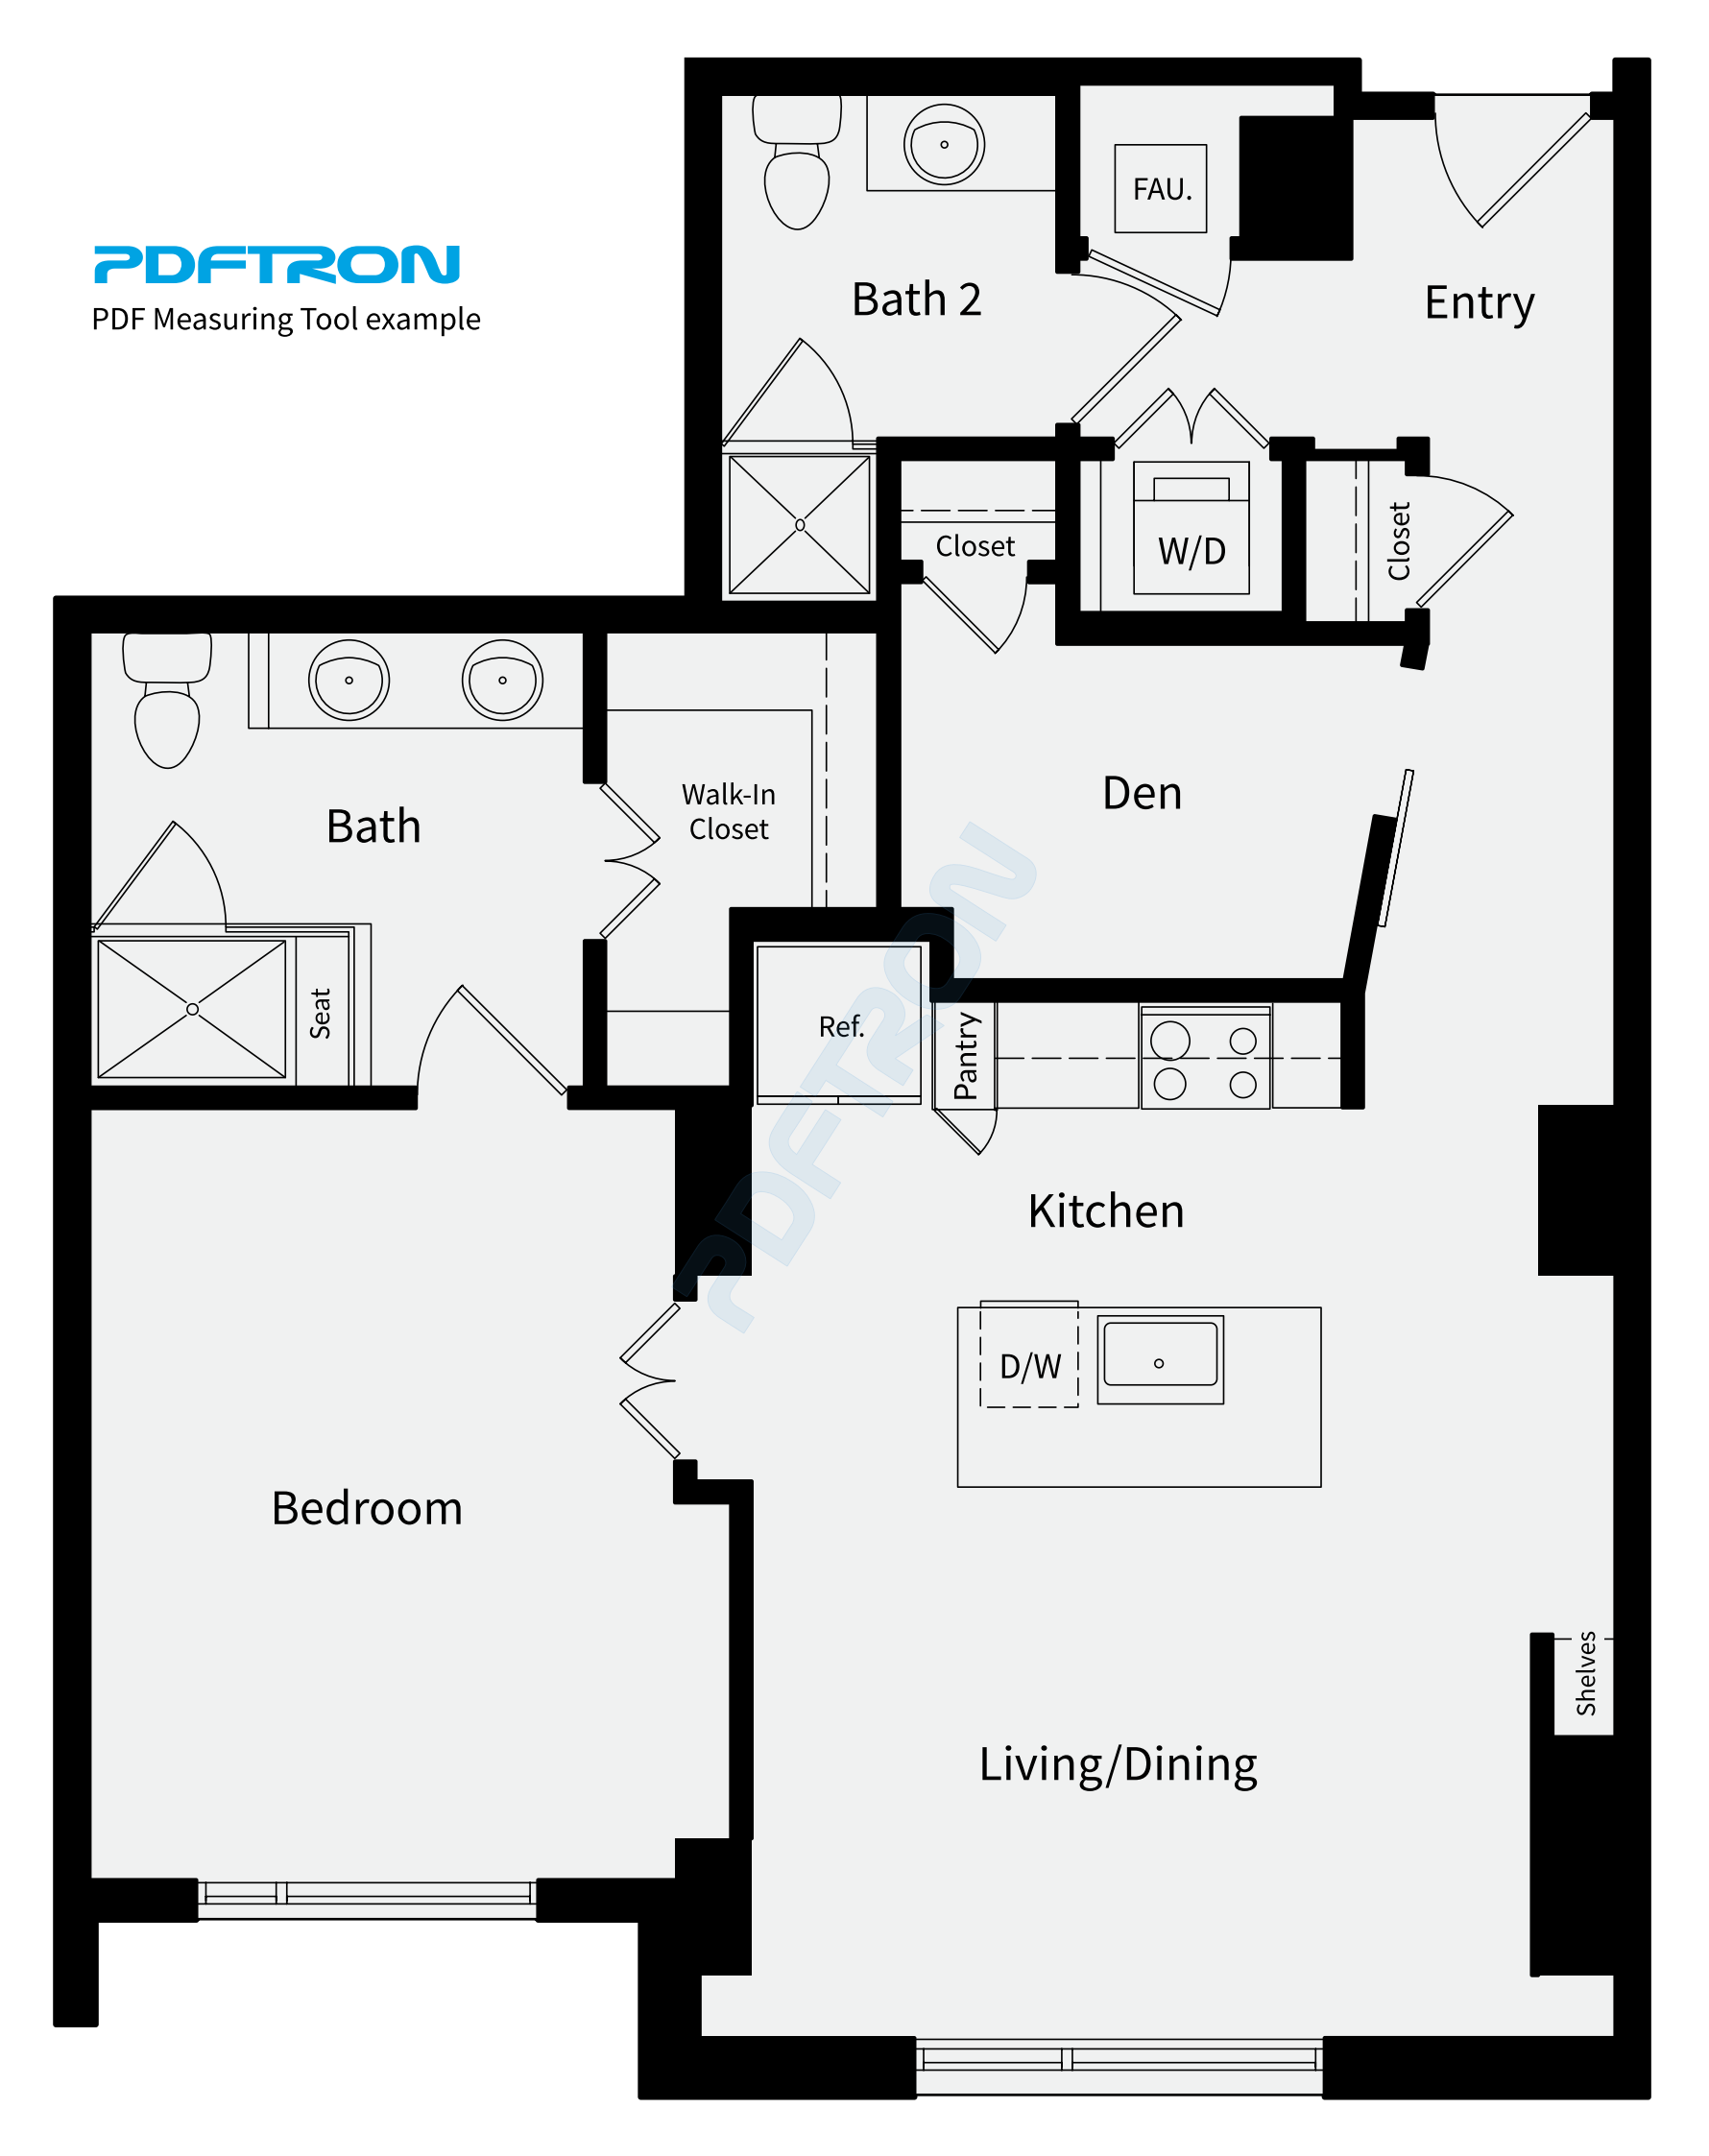 FAU.
PDFTRON
PDF Measuring Tool example
Bath 2
Entry
Closet
W/D
Closet
Walk-In
Closet
Den
Bath
Seat
Ref.
Pantry
PDFTRON
Kitchen
D/W
Bedroom
Shelves
Living/Dining